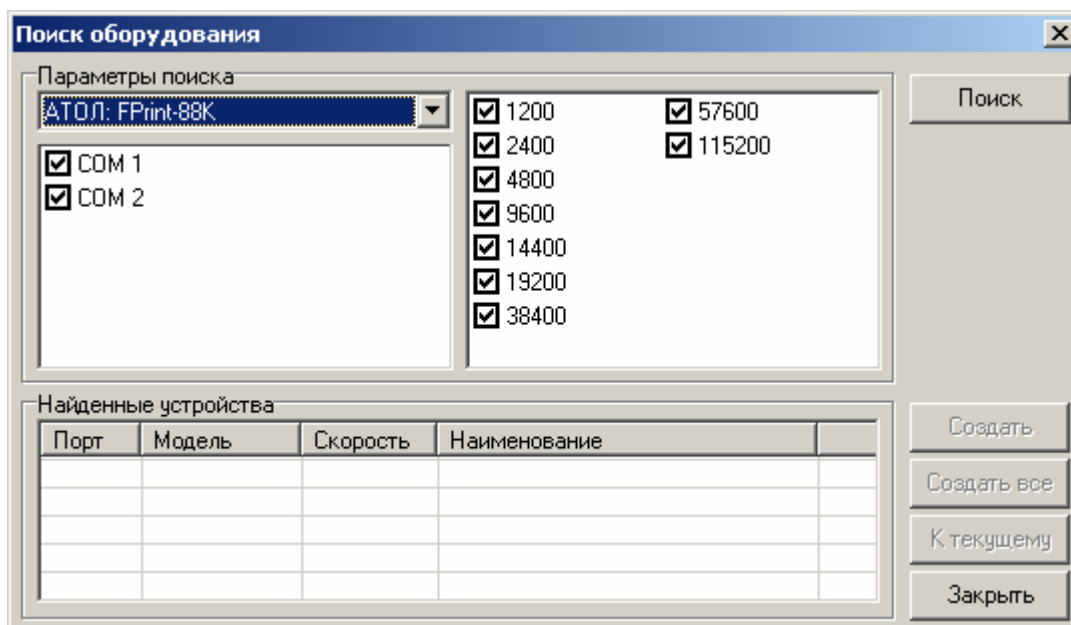 Поиск оборудования
Параметры поиска
АТОЛ: FPrint-88K
COM 1
COM 2
1200
2400
4800
9600
14400
19200
38400
57600
115200
Поиск
Найденные устройства
Порт Модель Скорость Наименование
Создать
Создать все
К текущему
Закрыть